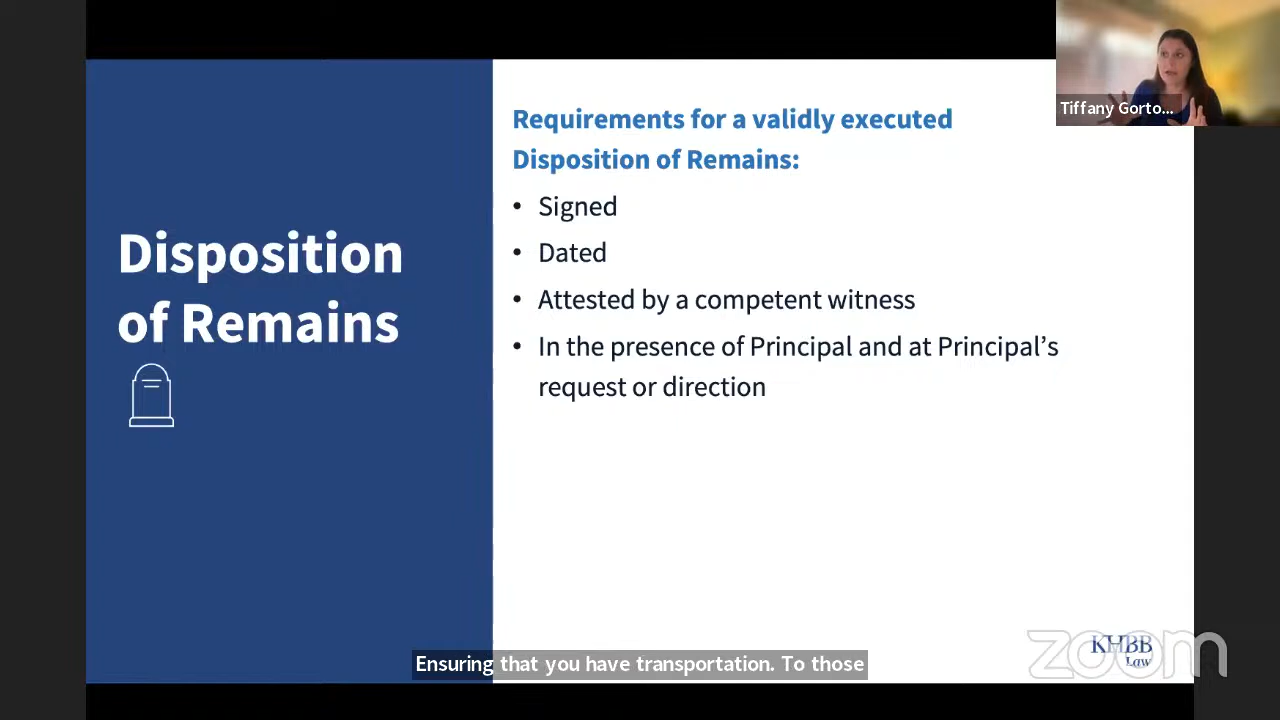 Tiffany Gorto...
Disposition
of Remains
Requirements for a validly executed
Disposition of Remains:
• Signed
• Dated
• Attested by a competent witness
• In the presence of Principal and at Principal’s
request or direction
KHBB
Law
zoom
Ensuring that you have transportation. To those